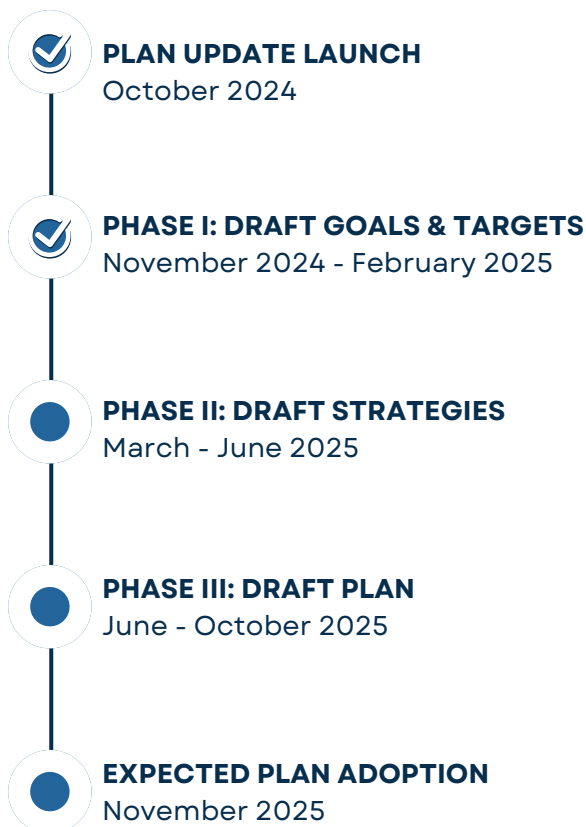 PLAN UPDATE LAUNCH
October 2024
PHASE I: DRAFT GOALS & TARGETS
November 2024 - February 2025
PHASE II: DRAFT STRATEGIES
March - June 2025
PHASE III: DRAFT PLAN
June - October 2025
EXPECTED PLAN ADOPTION
November 2025